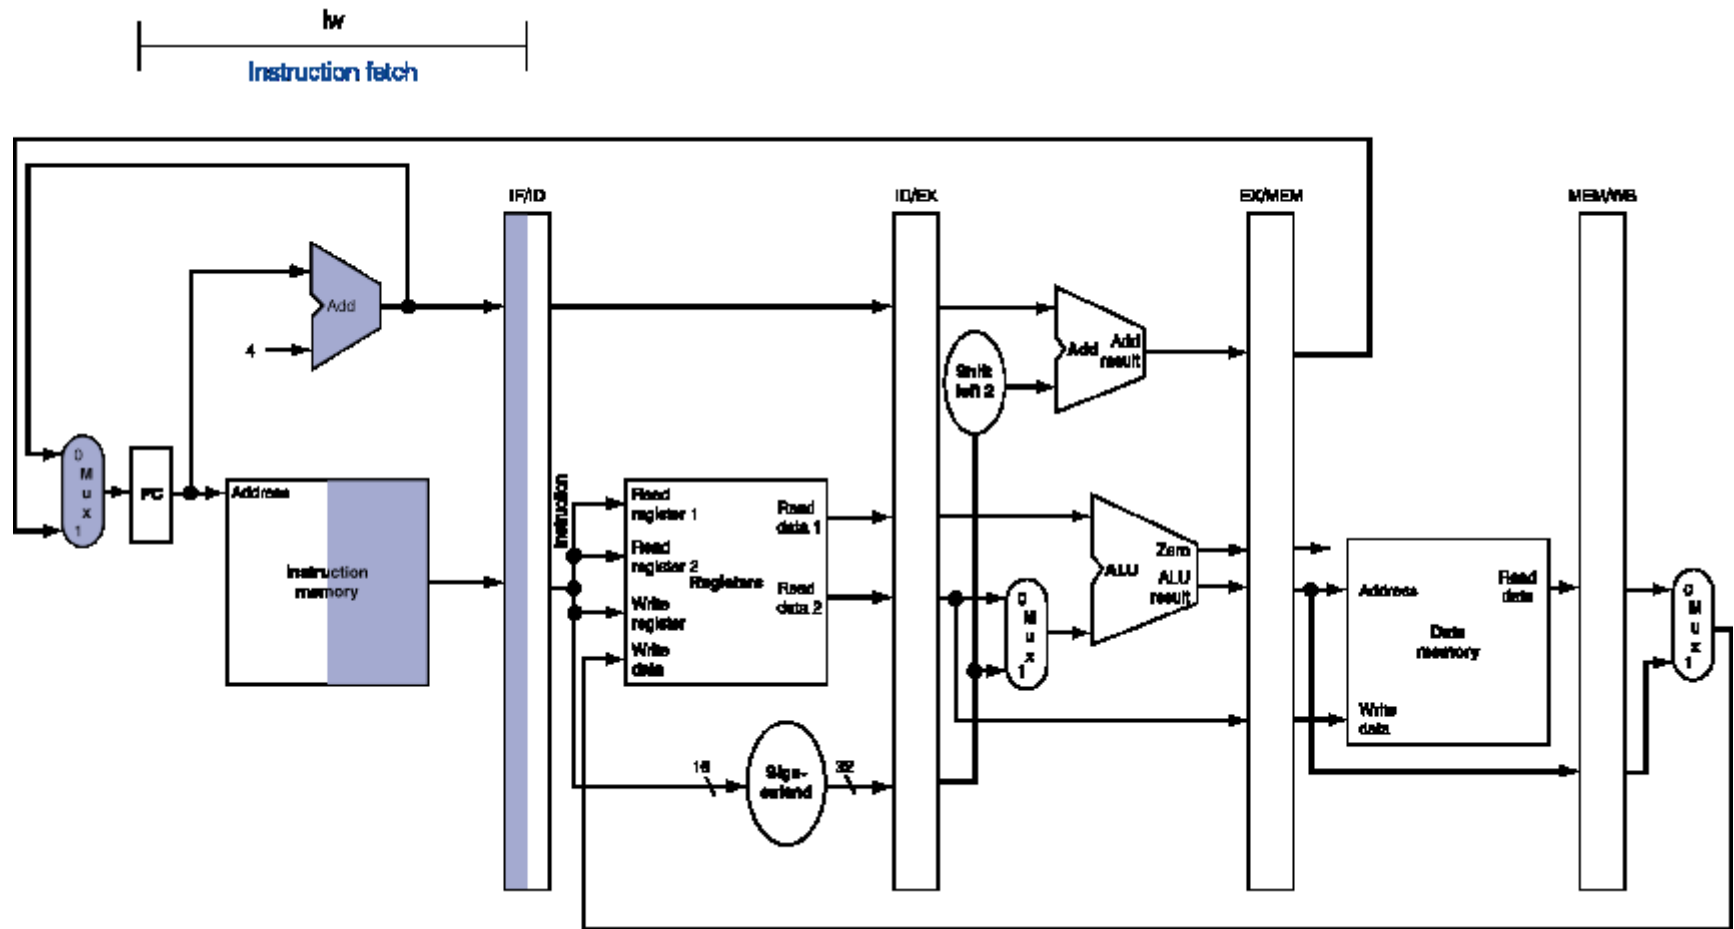 lw
Instruction fetch
IF/ID
ID/EX
EX/MEM
MEM/WB
Add
4
Shift
left 2
Add
Add
result
0
M
u
x
1
PC
Address
Instruction
memory
Instruction
Read
register 1
Read
register 2
Write
register
Write
data
Registers
Read
data 1
Read
data 2
16
Sign-
extend
32
0
M
u
x
1
ALU
Zero
ALU
result
Address
Read
data
Data
memory
Write
data
0
M
u
x
1